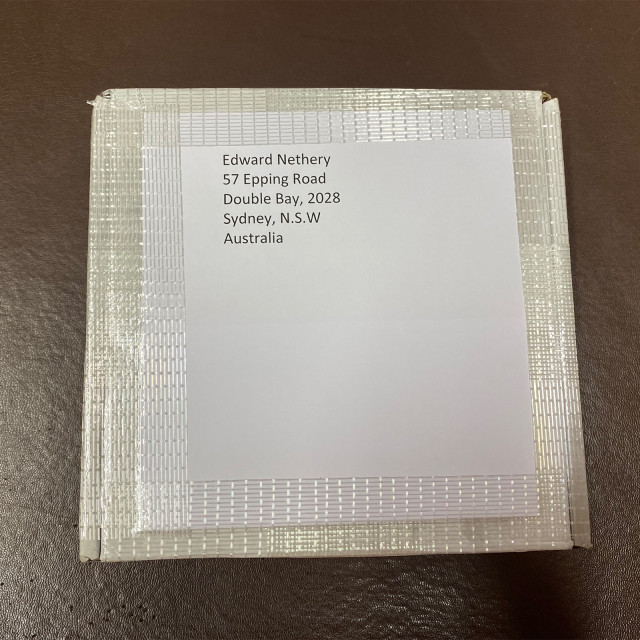 Edward Nethery
57 Epping Road
Double Bay, 2028
Sydney, N.S.W
Australia